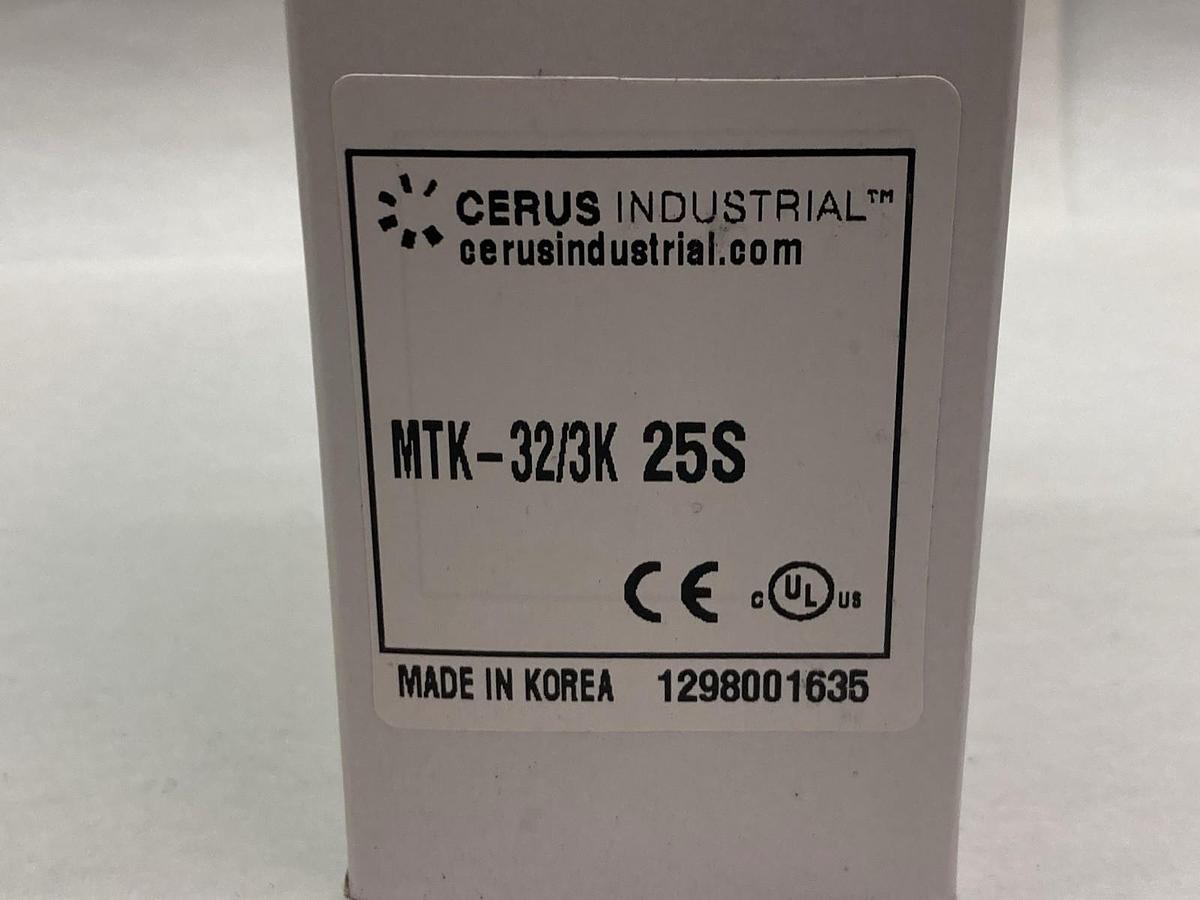 CERUS INDUSTRIAL™
cerusindustrial.com
MTK-32/3K 25S
CE c UL US
MADE IN KOREA 1298001635